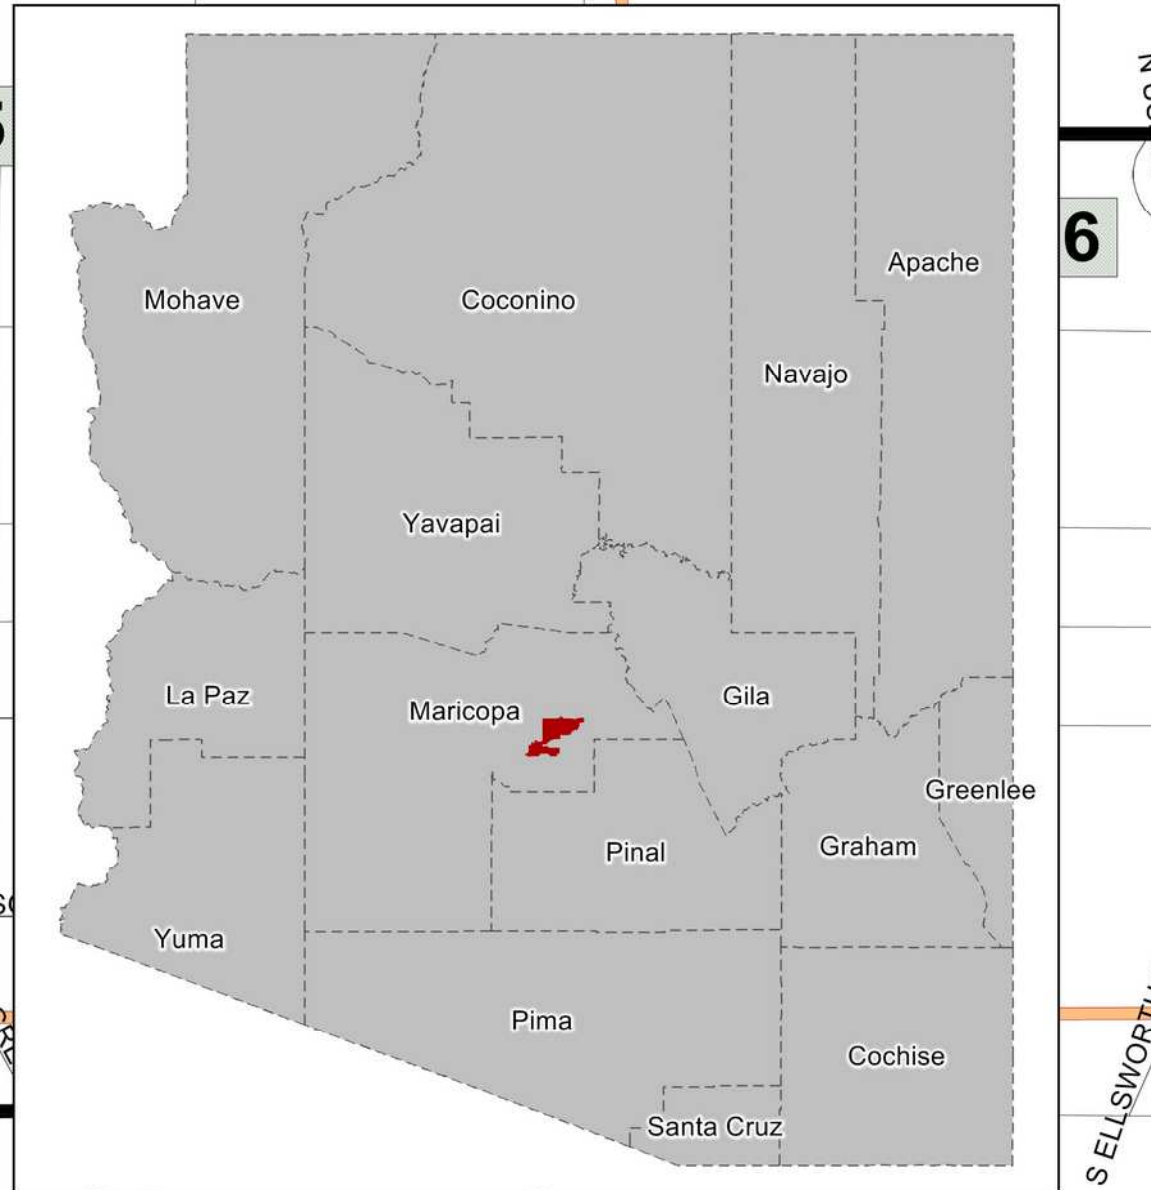 6
Apache
Mohave
Coconino
Navajo
Yavapai
La Paz
Gila
Maricopa
Greenlee
Graham
Pinal
Yuma
Pima
Cochise
Santa Cruz
S ELLSWORTH